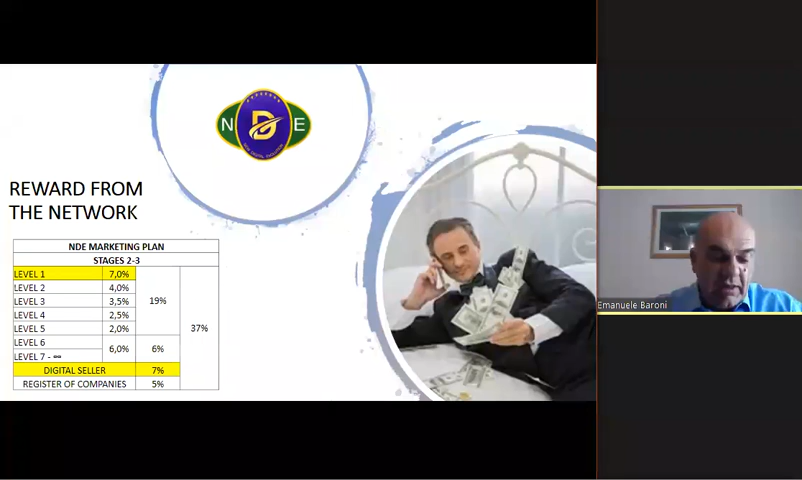 N D E
REWARD FROM
THE NETWORK
NDE MARKETING PLAN
STAGES 2-3
LEVEL 1 7,0%
LEVEL 2 4,0%
LEVEL 3 3,5% 19%
LEVEL 4 2,5%
LEVEL 5 2,0% 37%
LEVEL 6
6,0% 6%
LEVEL 7 - ∞
DIGITAL SELLER 7%
REGISTER OF COMPANIES 5%
Emanuele Baroni